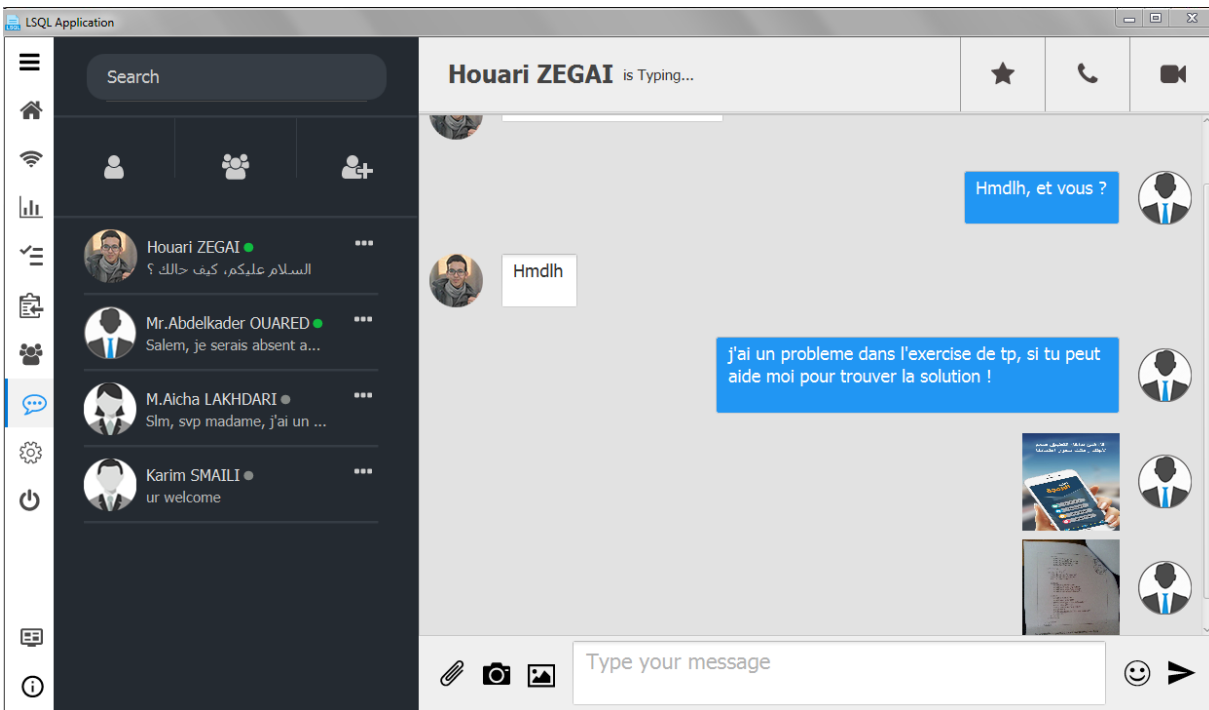 LSQL Application
Search
Houari ZEGAI
السلام عليكم، كيف حالك ؟
Mr.Abdelkader OUARED
Salem, je serais absent a...
M.Aicha LAKHDARI
Slm, svp madame, j'ai un ...
Karim SMAILI
ur welcome
Houari ZEGAI is Typing...
Hmdlh, et vous ?
Hmdlh
j'ai un probleme dans l'exercise de tp, si tu peut
aide moi pour trouver la solution !
Type your message